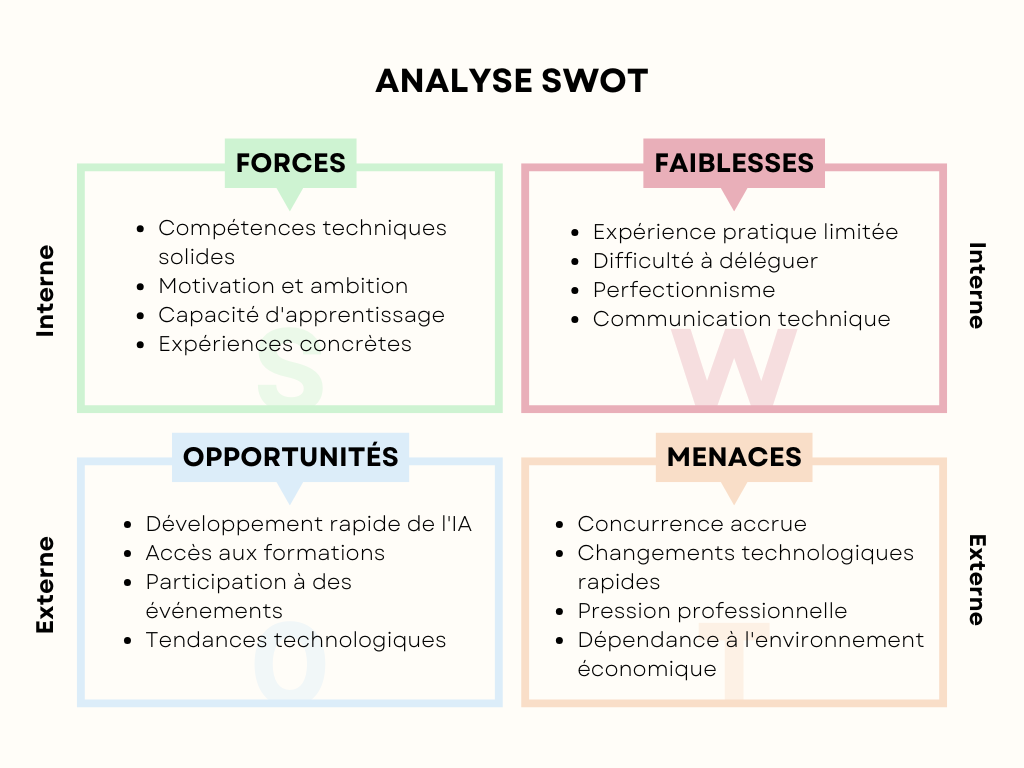 ANALYSE SWOT
FORCES
Interne
• Compétences techniques
solides
• Motivation et ambition
• Capacité d'apprentissage
• Expériences concrètes
S
FAIBLESSES
• Expérience pratique limitée
• Difficulté à déléguer
• Perfectionnisme
• Communication technique
W
Interne
OPPORTUNITÉS
Externe
• Développement rapide de l'IA
• Accès aux formations
• Participation à des
événements
• Tendances technologiques
O
MENACES
• Concurrence accrue
• Changements technologiques
rapides
• Pression professionnelle
• Dépendance à l'environnement
économique
T
Externe